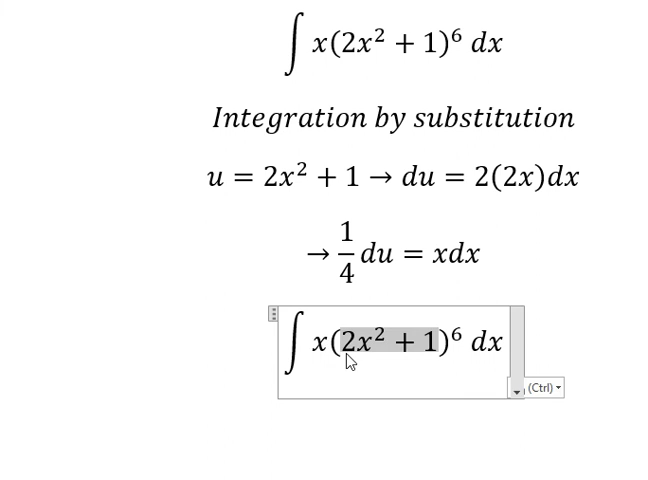 ∫ x(2x² + 1)⁶ dx
Integration by substitution
u = 2x² + 1 → du = 2(2x)dx
→ 1/4 du = xdx
∫ x(2x² + 1)⁶ dx
(Ctrl)